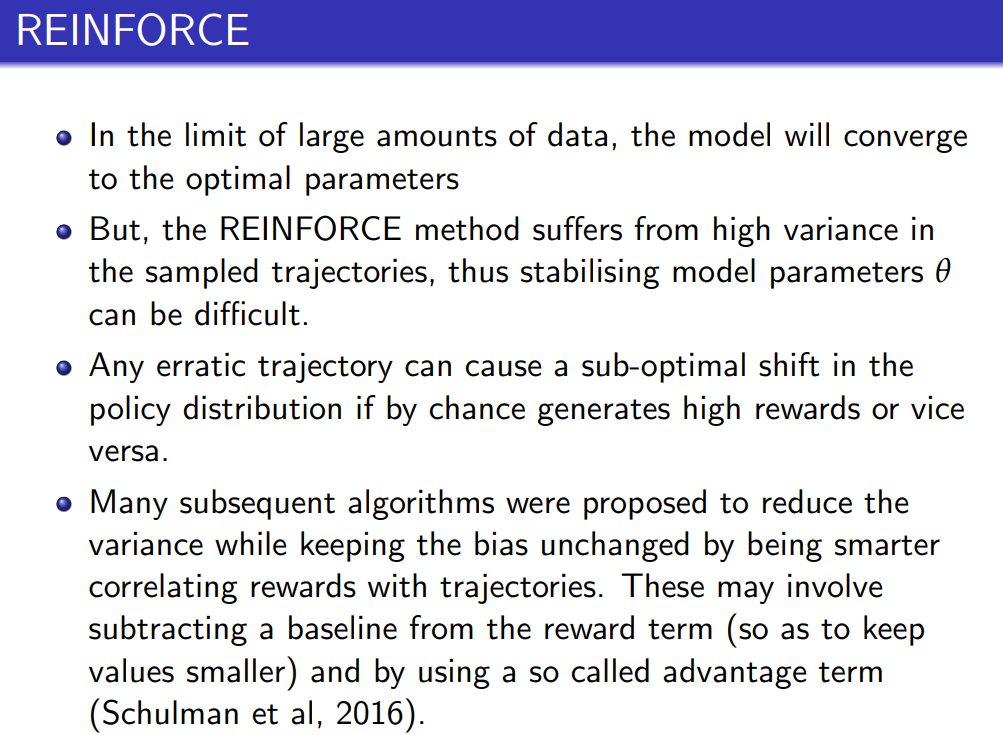 REINFORCE
In the limit of large amounts of data, the model will converge
to the optimal parameters
But, the REINFORCE method suffers from high variance in
the sampled trajectories, thus stabilising model parameters θ
can be difficult.
Any erratic trajectory can cause a sub-optimal shift in the
policy distribution if by chance generates high rewards or vice
versa.
Many subsequent algorithms were proposed to reduce the
variance while keeping the bias unchanged by being smarter
correlating rewards with trajectories. These may involve
subtracting a baseline from the reward term (so as to keep
values smaller) and by using a so called advantage term
(Schulman et al, 2016).